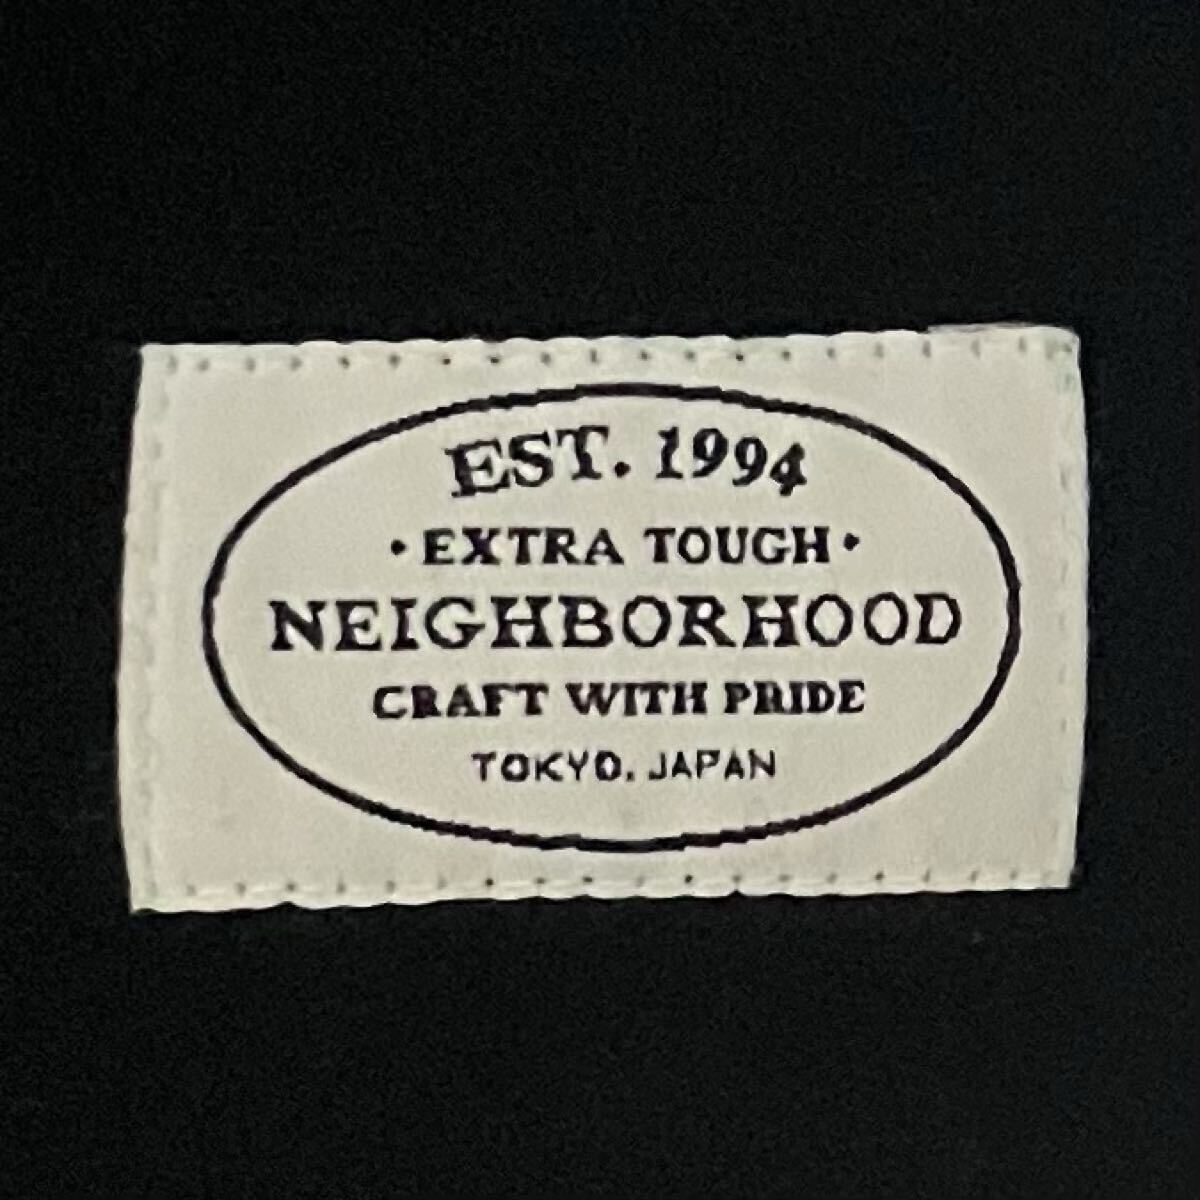 EST. 1994
• EXTRA TOUGH •
NEIGHBORHOOD
CRAFT WITH PRIDE
TOKYO, JAPAN